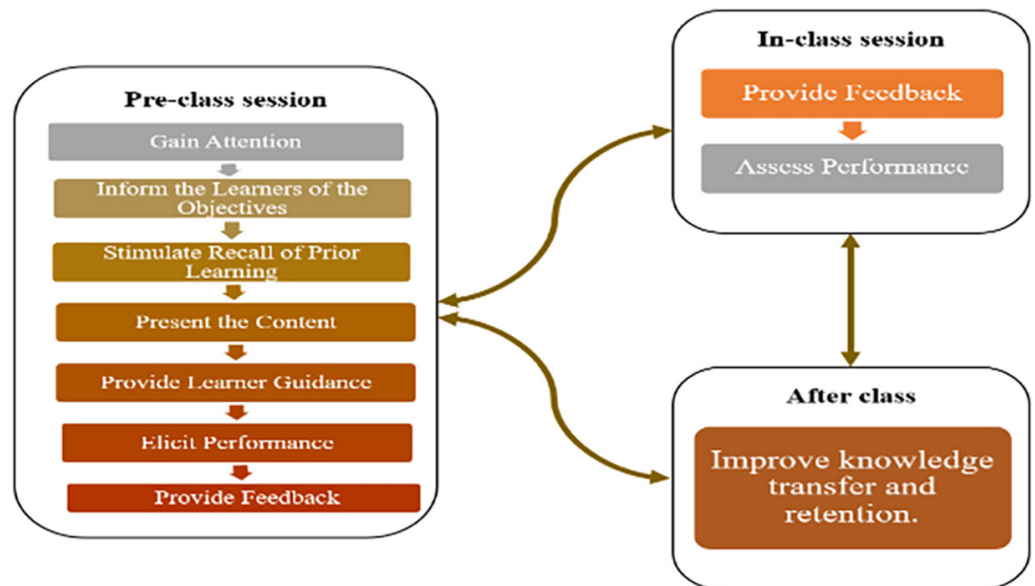 Pre-class session
Gain Attention
Inform the Learners of the
Objectives
Stimulate Recall of Prior
Learning
Present the Content
Provide Learner Guidance
Elicit Performance
Provide Feedback
In-class session
Provide Feedback
Assess Performance
After class
Improve knowledge
transfer and
retention.